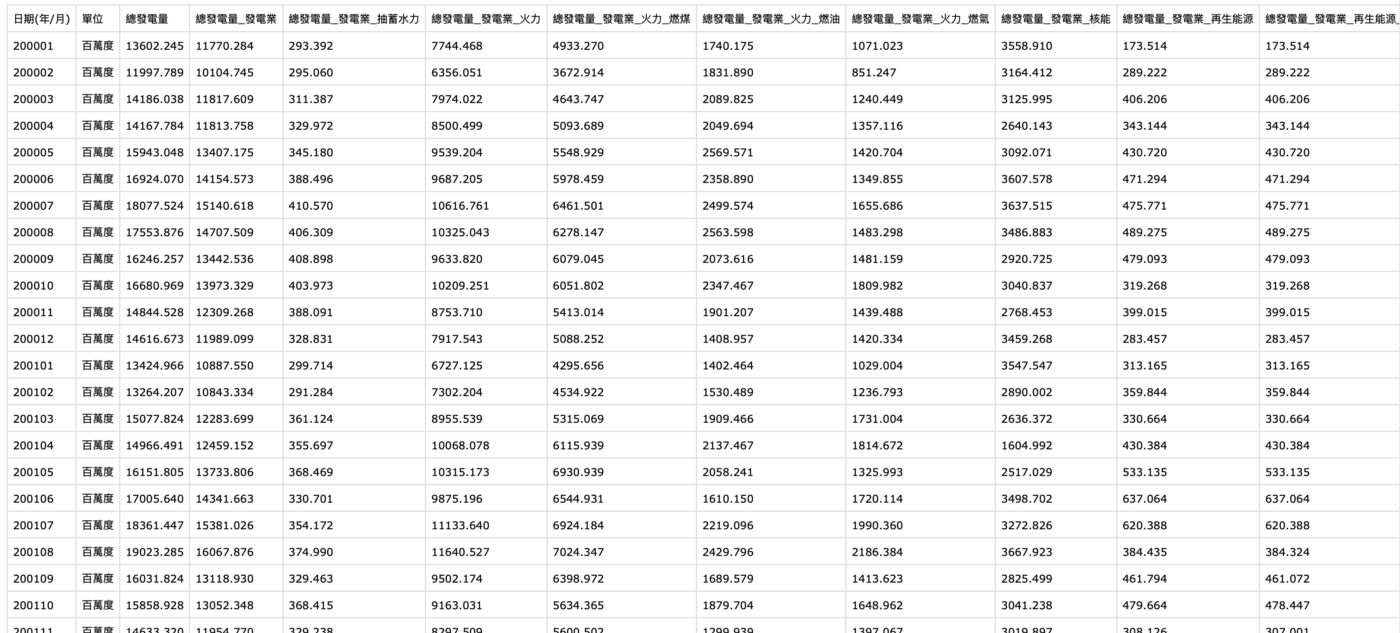 日期(年/月) 單位 總發電量 總發電量_發電業 總發電量_發電業_抽蓄水力 總發電量_發電業_火力 總發電量_發電業_火力_燃煤 總發電量_發電業_火力_燃油 總發電量_發電業_火力_燃氣 總發電量_發電業_核能 總發電量_發電業_再生能源 總發電量_發電業_再生能源_
200001 百萬度 13602.245 11770.284 293.392 7744.468 4933.270 1740.175 1071.023 3558.910 173.514 173.514
200002 百萬度 11997.789 10104.745 295.060 6356.051 3672.914 1831.890 851.247 3164.412 289.222 289.222
200003 百萬度 14186.038 11817.609 311.387 7974.022 4643.747 2089.825 1240.449 3125.995 406.206 406.206
200004 百萬度 14167.784 11813.758 329.972 8500.499 5093.689 2049.694 1357.116 2640.143 343.144 343.144
200005 百萬度 15943.048 13407.175 345.180 9539.204 5548.929 2569.571 1420.704 3092.071 430.720 430.720
200006 百萬度 16924.070 14154.573 388.496 9687.205 5978.459 2358.890 1349.855 3607.578 471.294 471.294
200007 百萬度 18077.524 15140.618 410.570 10616.761 6461.501 2499.574 1655.686 3637.515 475.771 475.771
200008 百萬度 17553.876 14707.509 406.309 10325.043 6278.147 2563.598 1483.298 3486.883 489.275 489.275
200009 百萬度 16246.257 13442.536 408.898 9633.820 6079.045 2073.616 1481.159 2920.725 479.093 479.093
200010 百萬度 16680.969 13973.329 403.973 10209.251 6051.802 2347.467 1809.982 3040.837 319.268 319.268
200011 百萬度 14844.528 12309.268 388.091 8753.710 5413.014 1901.207 1439.488 2768.453 399.015 399.015
200012 百萬度 14616.673 11989.099 328.831 7917.543 5088.252 1408.957 1420.334 3459.268 283.457 283.457
200101 百萬度 13424.966 10887.550 299.714 6727.125 4295.656 1402.464 1029.004 3547.547 313.165 313.165
200102 百萬度 13264.207 10843.334 291.284 7302.204 4534.922 1530.489 1236.793 2890.002 359.844 359.844
200103 百萬度 15077.824 12283.699 361.124 8955.539 5315.069 1909.466 1731.004 2636.372 330.664 330.664
200104 百萬度 14966.491 12459.152 355.697 10068.078 6115.939 2137.467 1814.672 1604.992 430.384 430.384
200105 百萬度 16151.805 13733.806 368.469 10315.173 6930.939 2058.241 1325.993 2517.029 533.135 533.135
200106 百萬度 17005.640 14341.663 330.701 9875.196 6544.931 1610.150 1720.114 3498.702 637.064 637.064
200107 百萬度 18361.447 15381.026 354.172 11133.640 6924.184 2219.096 1990.360 3272.826 620.388 620.388
200108 百萬度 19023.285 16067.876 374.990 11640.527 7024.347 2429.796 2186.384 3667.923 384.435 384.324
200109 百萬度 16031.824 13118.930 329.463 9502.174 6398.972 1689.579 1413.623 2825.499 461.794 461.072
200110 百萬度 15858.928 13052.348 368.415 9163.031 5634.365 1879.704 1648.962 3041.238 479.664 478.447
200111 百萬度 14633.320 11954.770 329.238 8297.509 5600.502 1299.939 1397.067 3019.897 308.126 307.001